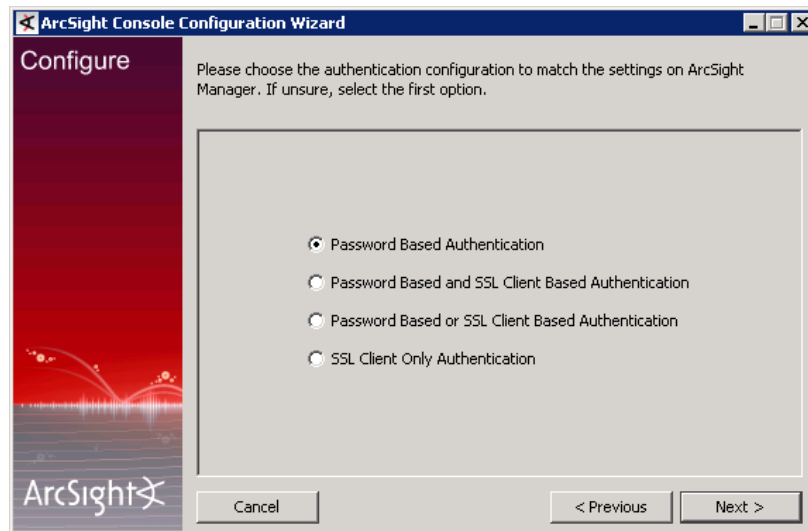 ArcSight Console Configuration Wizard
Configure
Please choose the authentication configuration to match the settings on ArcSight
Manager. If unsure, select the first option.
Password Based Authentication
Password Based and SSL Client Based Authentication
Password Based or SSL Client Based Authentication
SSL Client Only Authentication
ArcSight
Cancel
< Previous
Next >